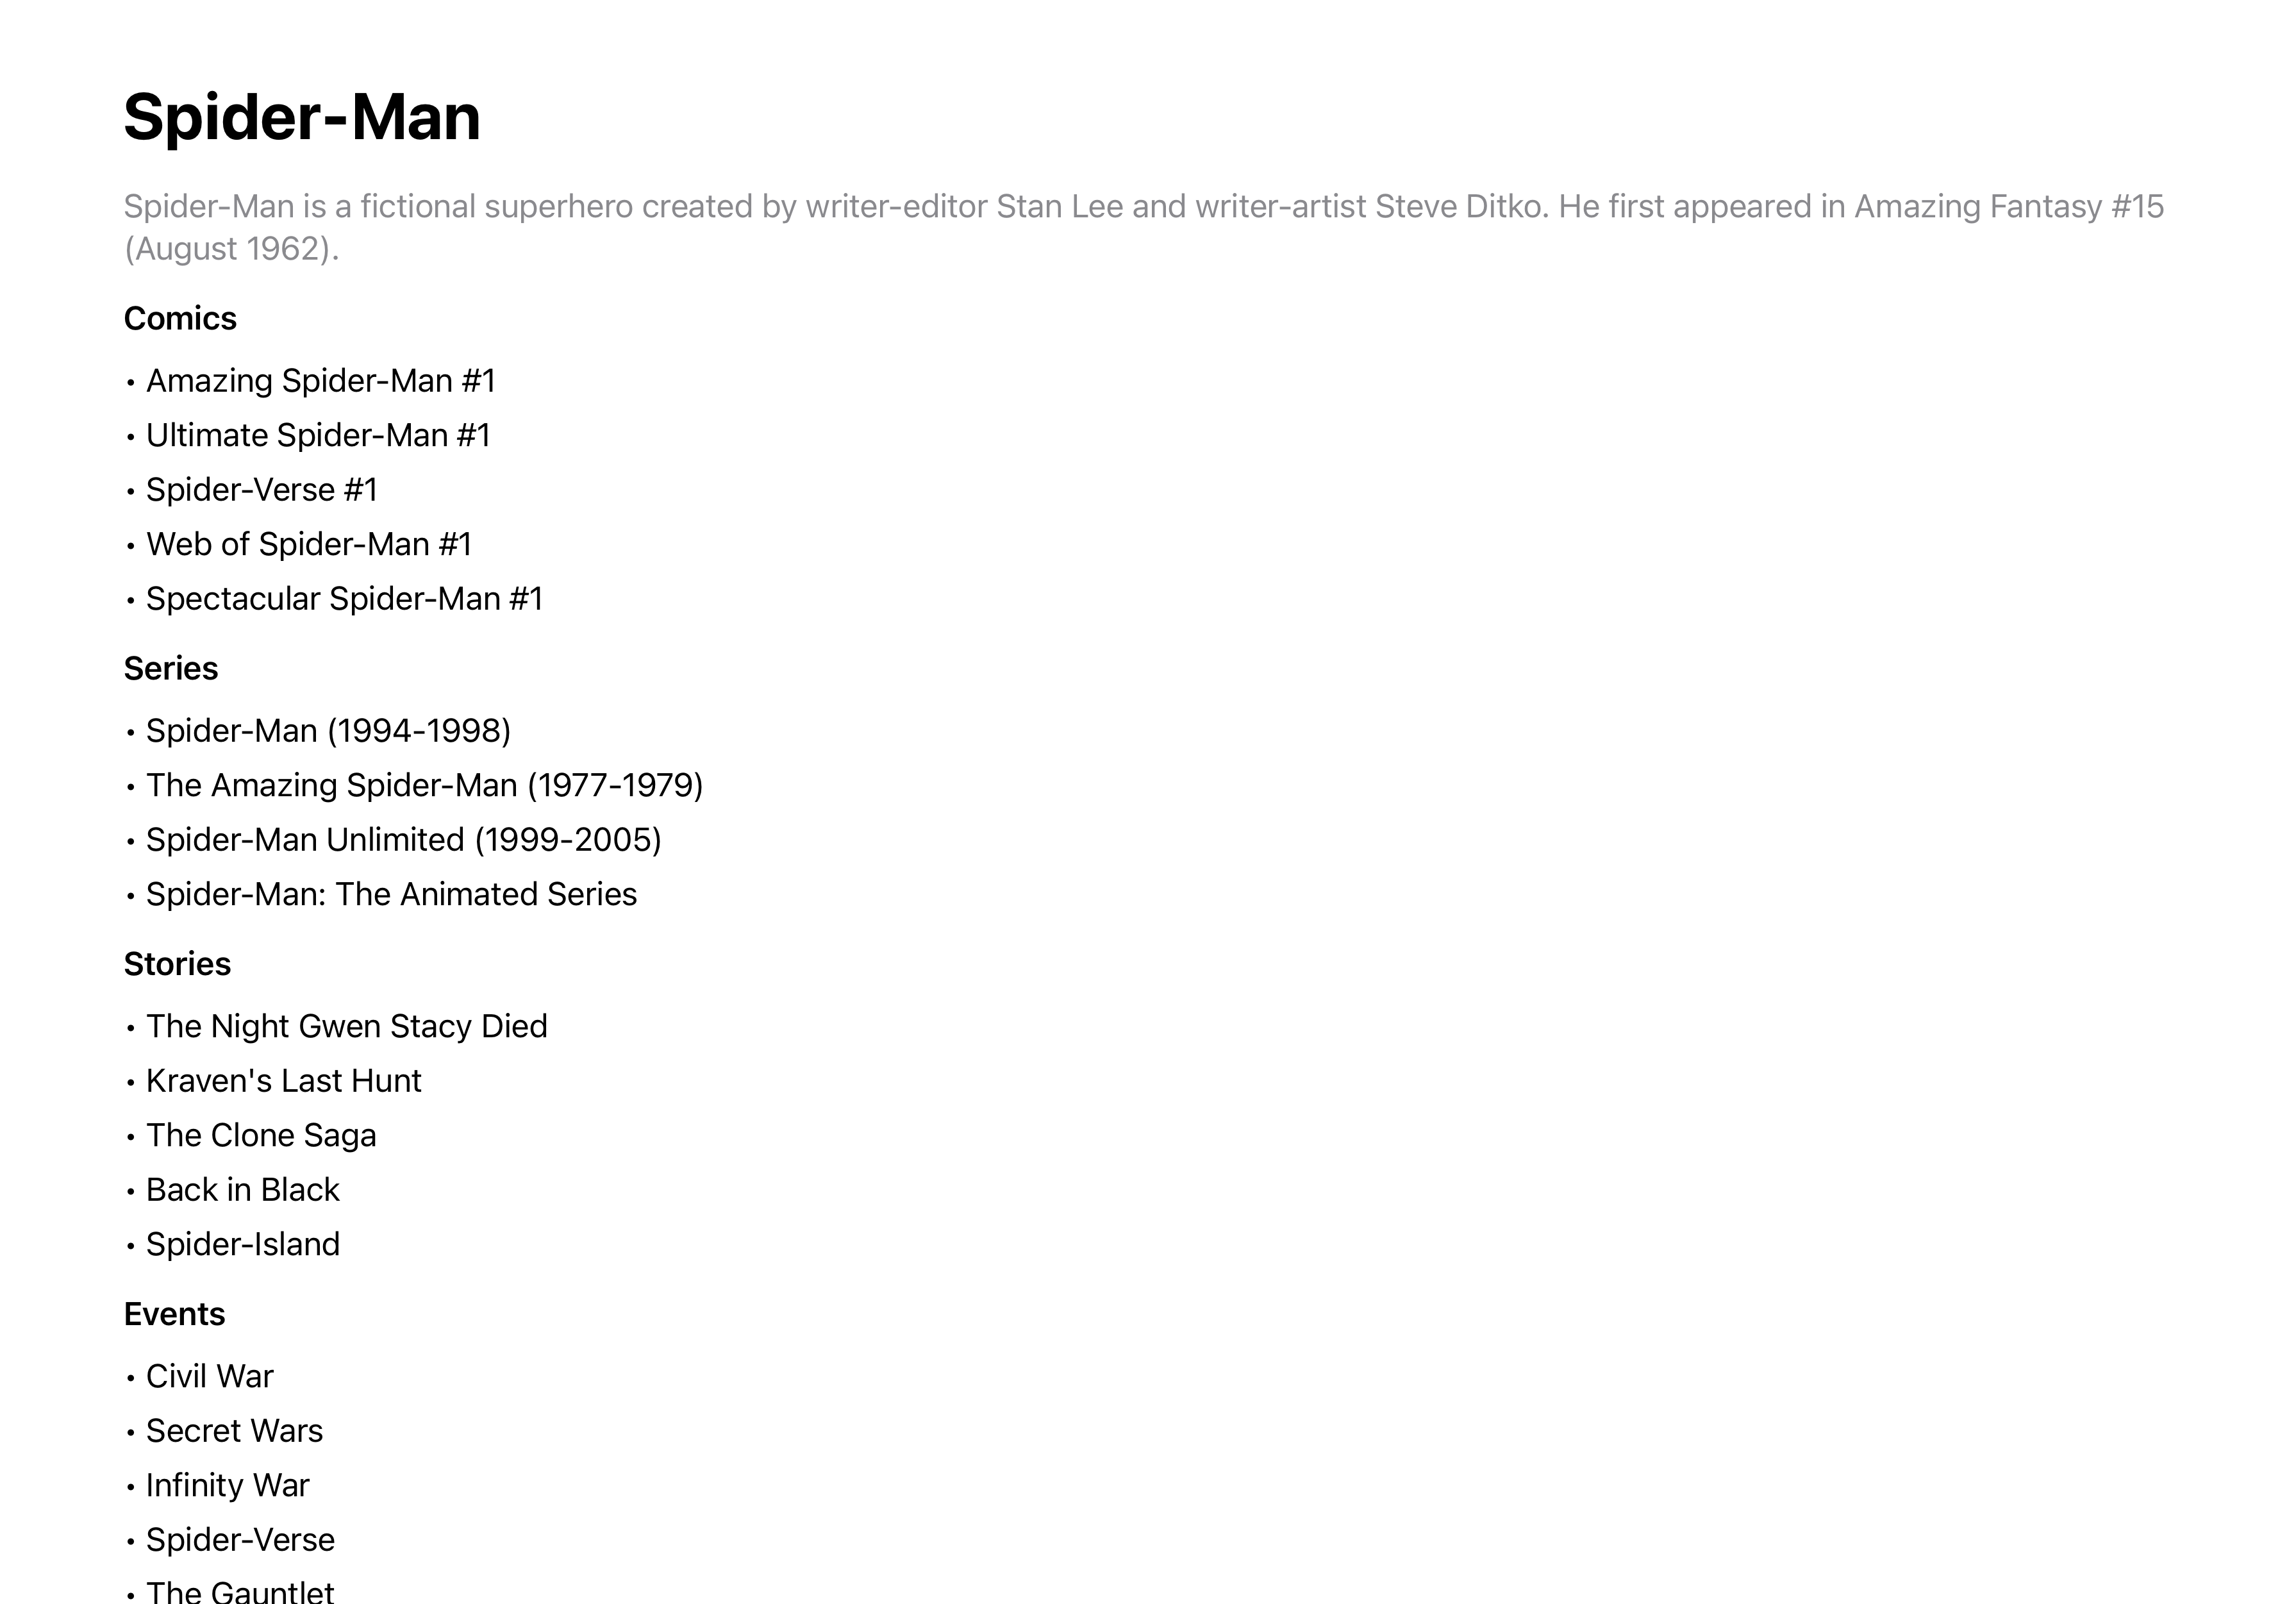 Spider-Man
Spider-Man is a fictional superhero created by writer-editor Stan Lee and writer-artist Steve Ditko. He first appeared in Amazing Fantasy #15
(August 1962).
Comics
• Amazing Spider-Man #1
• Ultimate Spider-Man #1
• Spider-Verse #1
• Web of Spider-Man #1
• Spectacular Spider-Man #1
Series
• Spider-Man (1994-1998)
• The Amazing Spider-Man (1977-1979)
• Spider-Man Unlimited (1999-2005)
• Spider-Man: The Animated Series
Stories
• The Night Gwen Stacy Died
• Kraven's Last Hunt
• The Clone Saga
• Back in Black
• Spider-Island
Events
• Civil War
• Secret Wars
• Infinity War
• Spider-Verse
• The Gauntlet